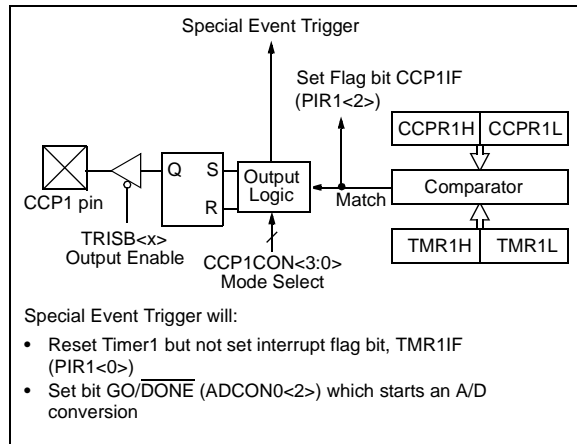 Special Event Trigger
Set Flag bit CCP1IF
(PIR1<2>)
CCPR1H CCPR1L
Q S
R
Output
Logic
Match
Comparator
CCP1 pin
TRISB<x>
Output Enable
CCP1CON<3:0>
Mode Select
TMR1H TMR1L
Special Event Trigger will:
• Reset Timer1 but not set interrupt flag bit, TMR1IF
(PIR1<0>)
• Set bit GO/DONE (ADCON0<2>) which starts an A/D
conversion